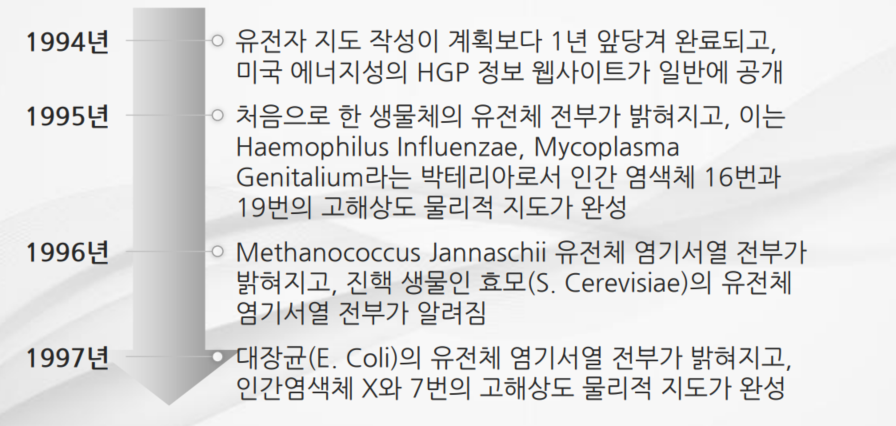 1994년
유전자 지도 작성이 계획보다 1년 앞당겨 완료되고,
미국 에너지성의 HGP 정보 웹사이트가 일반에 공개
1995년
처음으로 한 생물체의 유전체 전부가 밝혀지고, 이는
Haemophilus Influenzae, Mycoplasma
Genitalium라는 박테리아로서 인간 염색체 16번과
19번의 고해상도 물리적 지도가 완성
1996년
Methanococcus Jannaschii 유전체 염기서열 전부가
밝혀지고, 진핵 생물인 효모(S. Cerevisiae)의 유전체
염기서열 전부가 알려짐
1997년
대장균(E. Coli)의 유전체 염기서열 전부가 밝혀지고,
인간염색체 X와 7번의 고해상도 물리적 지도가 완성